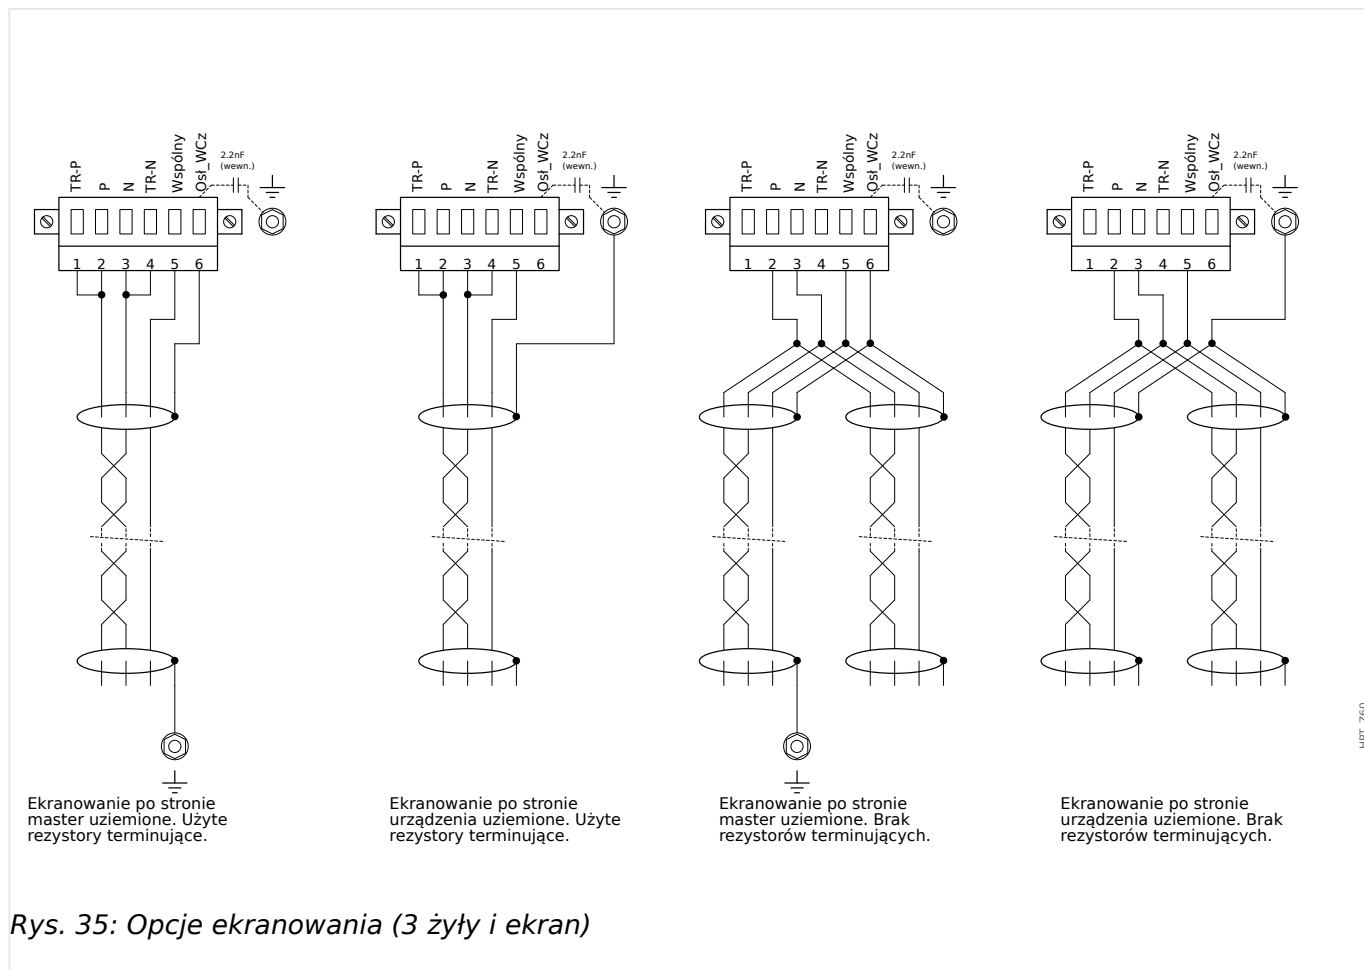 TR-P
P
N
TR-N
Wspólny
Osł_WCz
2.2nF
(wewn.)
1 2 3 4 5 6
TR-P
P
N
TR-N
Wspólny
Osł_WCz
2.2nF
(wewn.)
1 2 3 4 5 6
TR-P
P
N
TR-N
Wspólny
Osł_WCz
2.2nF
(wewn.)
1 2 3 4 5 6
TR-P
P
N
TR-N
Wspólny
Osł_WCz
2.2nF
(wewn.)
1 2 3 4 5 6
Ekranowanie po stronie
master uziemione. Użyte
rezystory terminujące.
Ekranowanie po stronie
urządzenia uziemione. Użyte
rezystory terminujące.
Ekranowanie po stronie
master uziemione. Brak
rezystorów terminujących.
Ekranowanie po stronie
urządzenia uziemione. Brak
rezystorów terminujących.
Rys. 35: Opcje ekranowania (3 żyły i ekran)